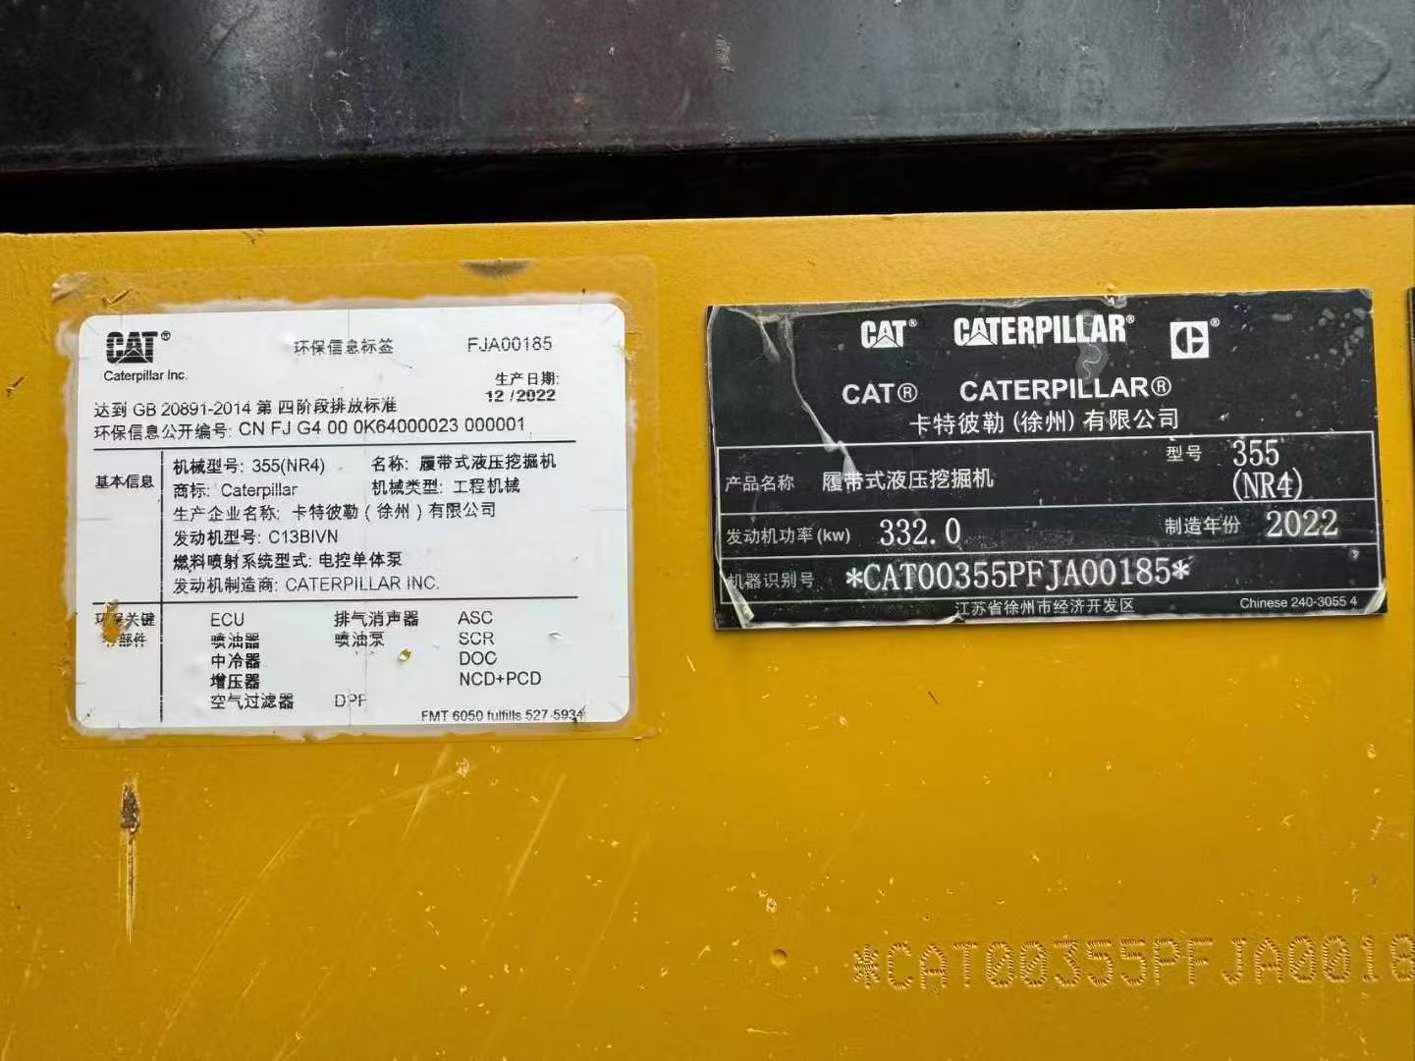 CAT®
Caterpillar Inc.
环保信息标签
FJA00185
生产日期:
12 /2022
达到 GB 20891-2014 第 四阶段排放标准
环保信息公开编号: CN FJ G4 00 0K64000023 000001
基本信息
机械型号: 355(NR4) 名称: 履带式液压挖掘机
商标: Caterpillar 机械类型: 工程机械
生产企业名称: 卡特彼勒 ( 徐州 ) 有限公司
发动机型号: C13BIVN
燃料喷射系统型式: 电控单体泵
发动机制造商: CATERPILLAR INC.
环保关键
零部件
ECU 排气消声器 ASC
喷油器 喷油泵 SCR
中冷器 DOC
增压器 NCD+PCD
空气过滤器 DPF
FMT 6050 fulfills 527-5934
CAT® CATERPILLAR® ®
CAT® CATERPILLAR®
卡特彼勒 (徐州) 有限公司
产品名称 履带式液压挖掘机 型号 355
(NR4)
发动机功率(kw) 332.0 制造年份 2022
机器识别号 *CAT00355PFJA00185*
江苏省徐州市经济开发区 Chinese 240-3055 4
*CAT00355PFJA0018